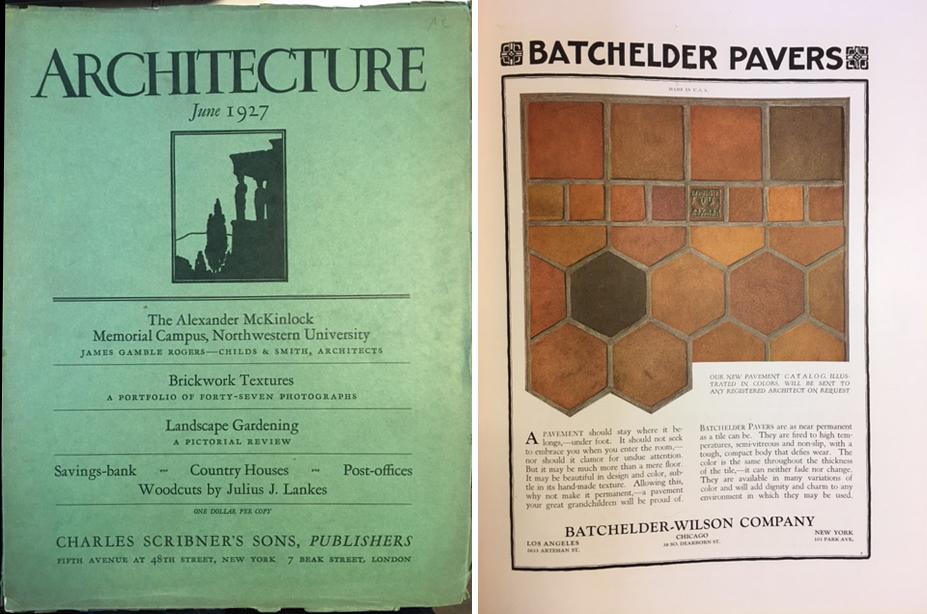 ARCHITECTURE
June 1927
The Alexander McKinlock
Memorial Campus, Northwestern University
JAMES GAMBLE ROGERS—CHILDS & SMITH, ARCHITECTS
Brickwork Textures
A PORTFOLIO OF FORTY-SEVEN PHOTOGRAPHS
Landscape Gardening
A PICTORIAL REVIEW
Savings-bank ~ Country Houses ~ Post-offices
Woodcuts by Julius J. Lankes
ONE DOLLAR PER COPY
CHARLES SCRIBNER'S SONS, PUBLISHERS
FIFTH AVENUE AT 48TH STREET, NEW YORK 7 BEAK STREET, LONDON
BATCHELDER PAVERS
MADE IN U.S.A.
OUR NEW PAVEMENT CATALOG, ILLUS-
TRATED IN COLORS, WILL BE SENT TO
ANY REGISTERED ARCHITECT ON REQUEST
A PAVEMENT should stay where it be-
longs,—under foot. It should not seek
to embrace you when you enter the room,—
nor should it clamor for undue attention.
But it may be much more than a mere floor.
It may be beautiful in design and color, sub-
tle in its hand-made texture. Allowing this,
why not make it permanent,—a pavement
your great grandchildren will be proud of.
BATCHELDER PAVERS are as near permanent
as a tile can be. They are fired to high tem-
peratures, semi-vitreous and non-slip, with a
tough, compact body that defies wear. The
color is the same throughout the thickness
of the tile,—it can neither fade nor change.
They are available in many variations of
color and will add dignity and charm to any
environment in which they may be used.
BATCHELDER-WILSON COMPANY
LOS ANGELES
2633 ARTESIAN ST.
CHICAGO
38 SO. DEARBORN ST.
NEW YORK
101 PARK AVE.